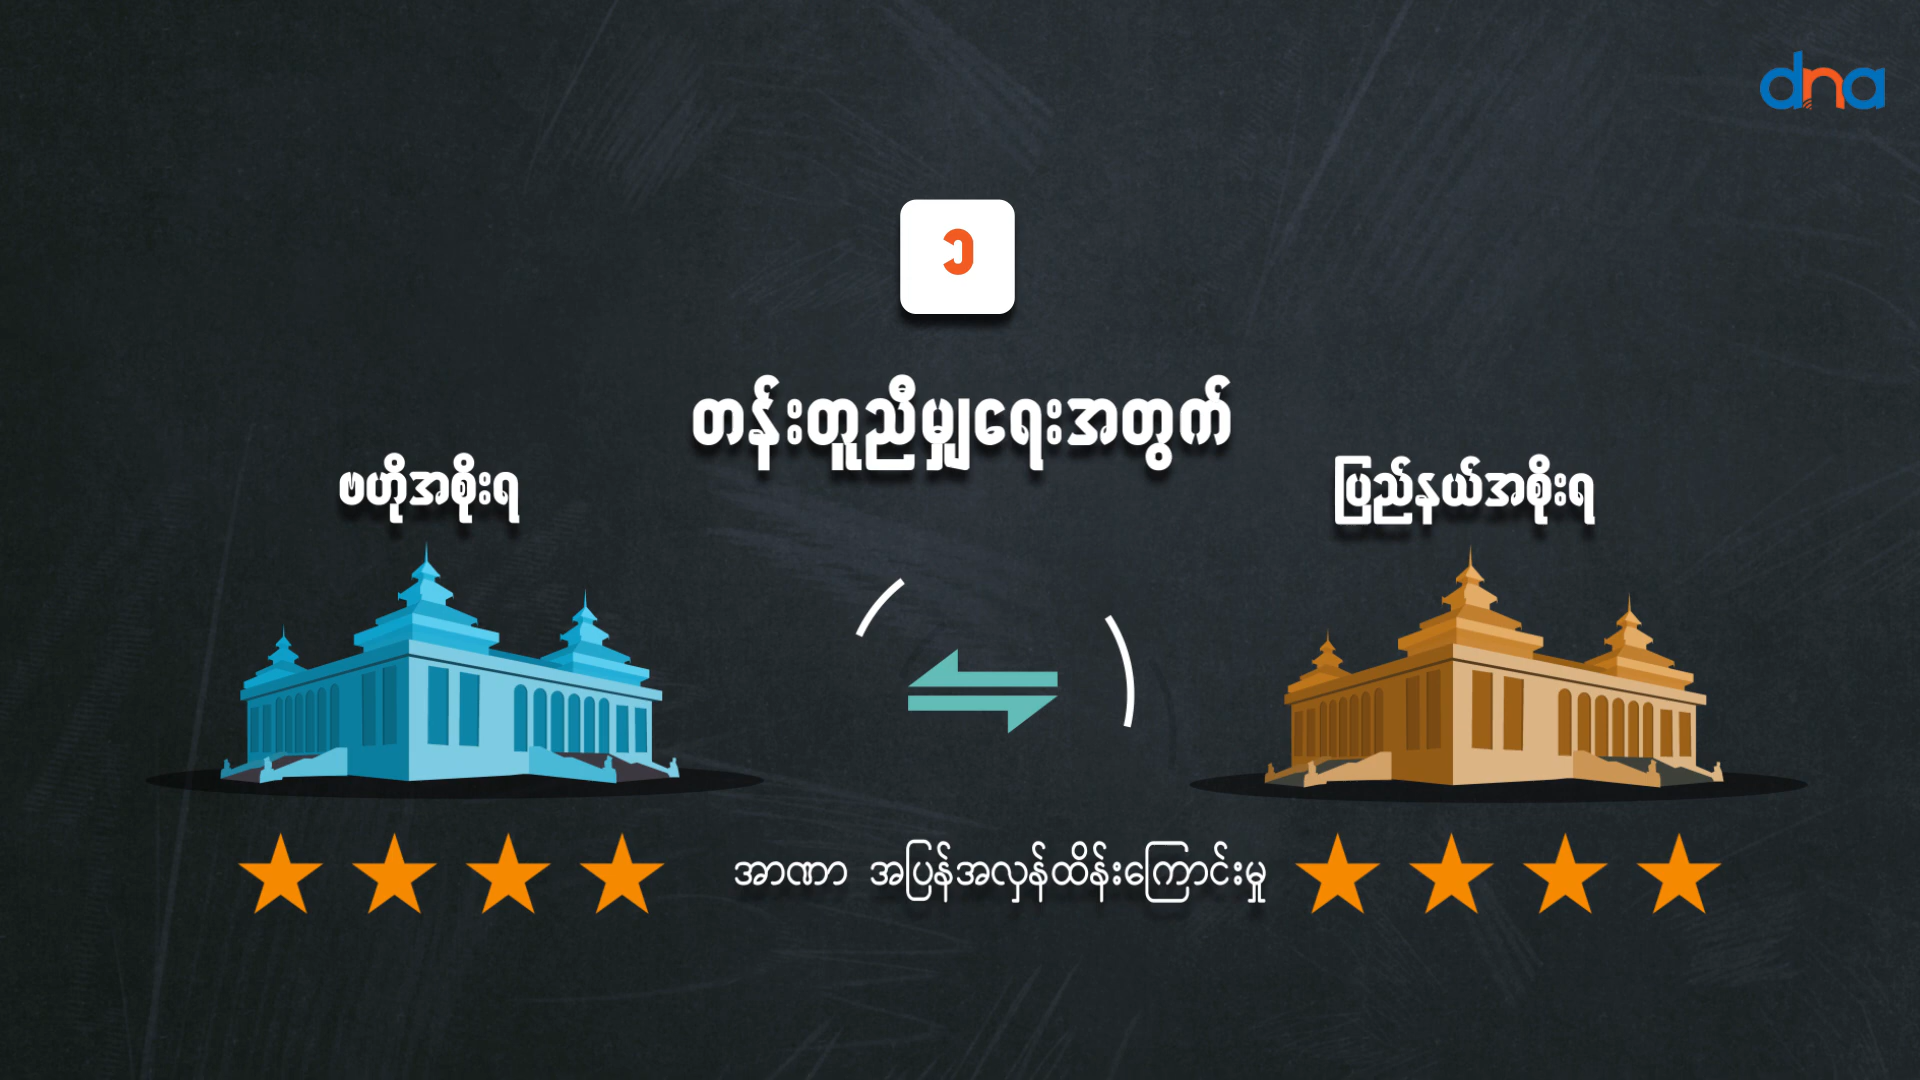 dna
၁
တန်းတူညီမျှရေးအတွက်
ဗဟိုအစိုးရ
ပြည်နယ်အစိုးရ
အာဏာ အပြန်အလှန်ထိန်းကြောင်းမှု